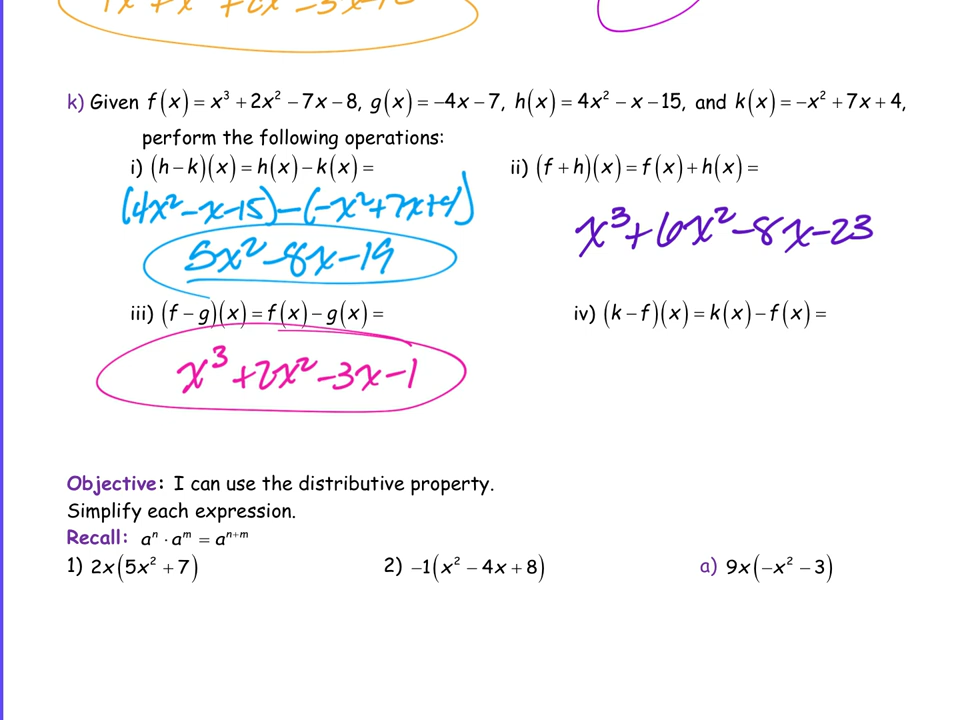 k) Given f(x) = x³ + 2x² − 7x − 8, g(x) = −4x − 7, h(x) = 4x² − x − 15, and k(x) = −x² + 7x + 4,
perform the following operations:
i) (h − k)(x) = h(x) − k(x) = ii) (f + h)(x) = f(x) + h(x) =
(4x² − x − 15) − (−x² + 7x + 4)
x³ + 6x² − 8x − 23
5x² − 8x − 19
iii) (f − g)(x) = f(x) − g(x) = iv) (k − f)(x) = k(x) − f(x) =
x³ + 2x² − 3x − 1
Objective: I can use the distributive property.
Simplify each expression.
Recall: aⁿ · aᵐ = aⁿ⁺ᵐ
1) 2x(5x² + 7) 2) −1(x² − 4x + 8) a) 9x(−x² − 3)